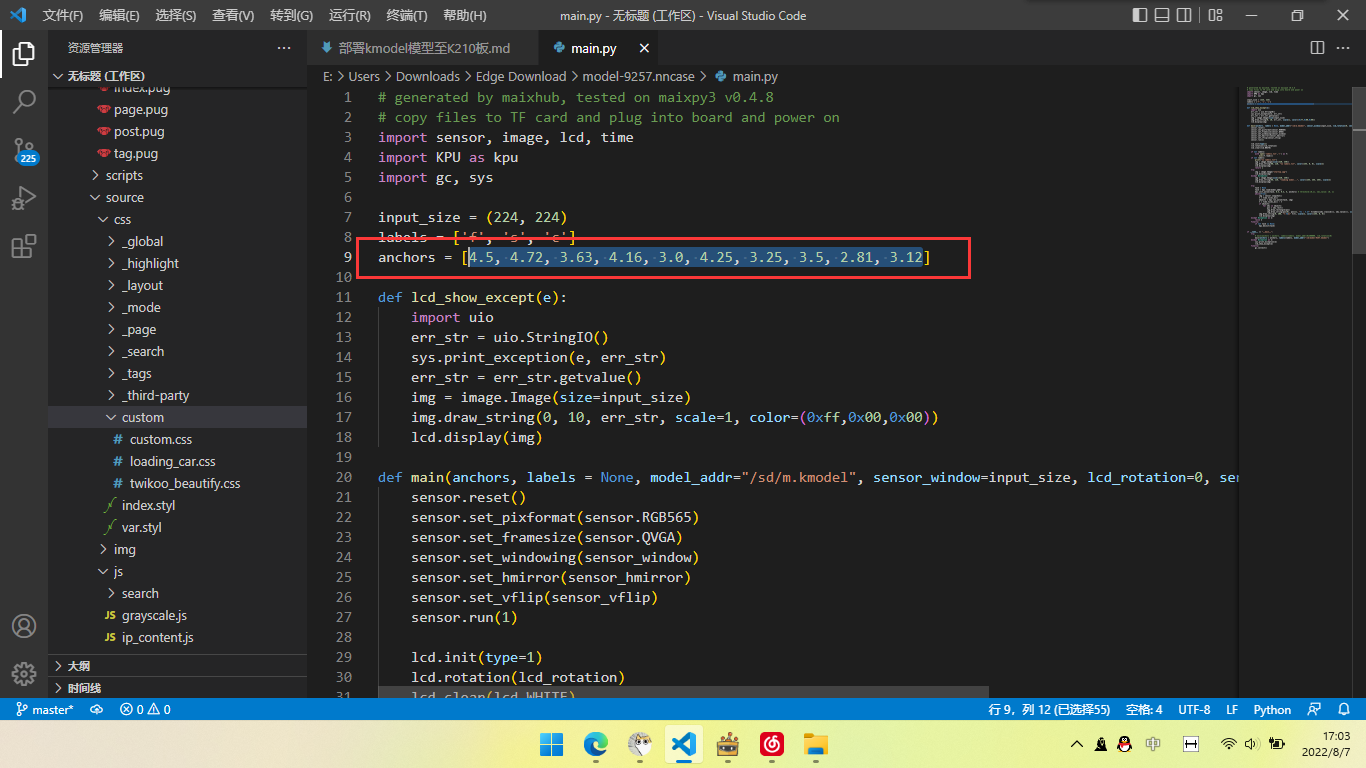 文件(F) 编辑(E) 选择(S) 查看(V) 转到(G) 运行(R) 终端(T) 帮助(H) main.py - 无标题 (工作区) - Visual Studio Code
资源管理器 ···
无标题 (工作区)
index.pug
page.pug
post.pug
tag.pug
scripts
source
css
_global
_highlight
_layout
_mode
_page
_search
_tags
_third-party
custom
# custom.css
# loading_car.css
# twikoo_beautify.css
index.styl
var.styl
img
js
search
JS grayscale.js
JS ip_content.js
大纲
时间线
225
部署kmodel模型至K210板.md main.py
E: > Users > Downloads > Edge Download > model-9257.nncase > main.py
1 # generated by maixhub, tested on maixpy3 v0.4.8
2 # copy files to TF card and plug into board and power on
3 import sensor, image, lcd, time
4 import KPU as kpu
5 import gc, sys
6
7 input_size = (224, 224)
8 labels = ['f', 's', 'c']
9 anchors = [4.5, 4.72, 3.63, 4.16, 3.0, 4.25, 3.25, 3.5, 2.81, 3.12]
10
11 def lcd_show_except(e):
12 import uio
13 err_str = uio.StringIO()
14 sys.print_exception(e, err_str)
15 err_str = err_str.getvalue()
16 img = image.Image(size=input_size)
17 img.draw_string(0, 10, err_str, scale=1, color=(0xff,0x00,0x00))
18 lcd.display(img)
19
20 def main(anchors, labels = None, model_addr="/sd/m.kmodel", sensor_window=input_size, lcd_rotation=0, sen
21 sensor.reset()
22 sensor.set_pixformat(sensor.RGB565)
23 sensor.set_framesize(sensor.QVGA)
24 sensor.set_windowing(sensor_window)
25 sensor.set_hmirror(sensor_hmirror)
26 sensor.set_vflip(sensor_vflip)
27 sensor.run(1)
28
29 lcd.init(type=1)
30 lcd.rotation(lcd_rotation)
31 lcd.clear(lcd.WHITE)
master* 0 0 行 9，列 12 (已选择55) 空格: 4 UTF-8 LF Python
中 17:03
2022/8/7